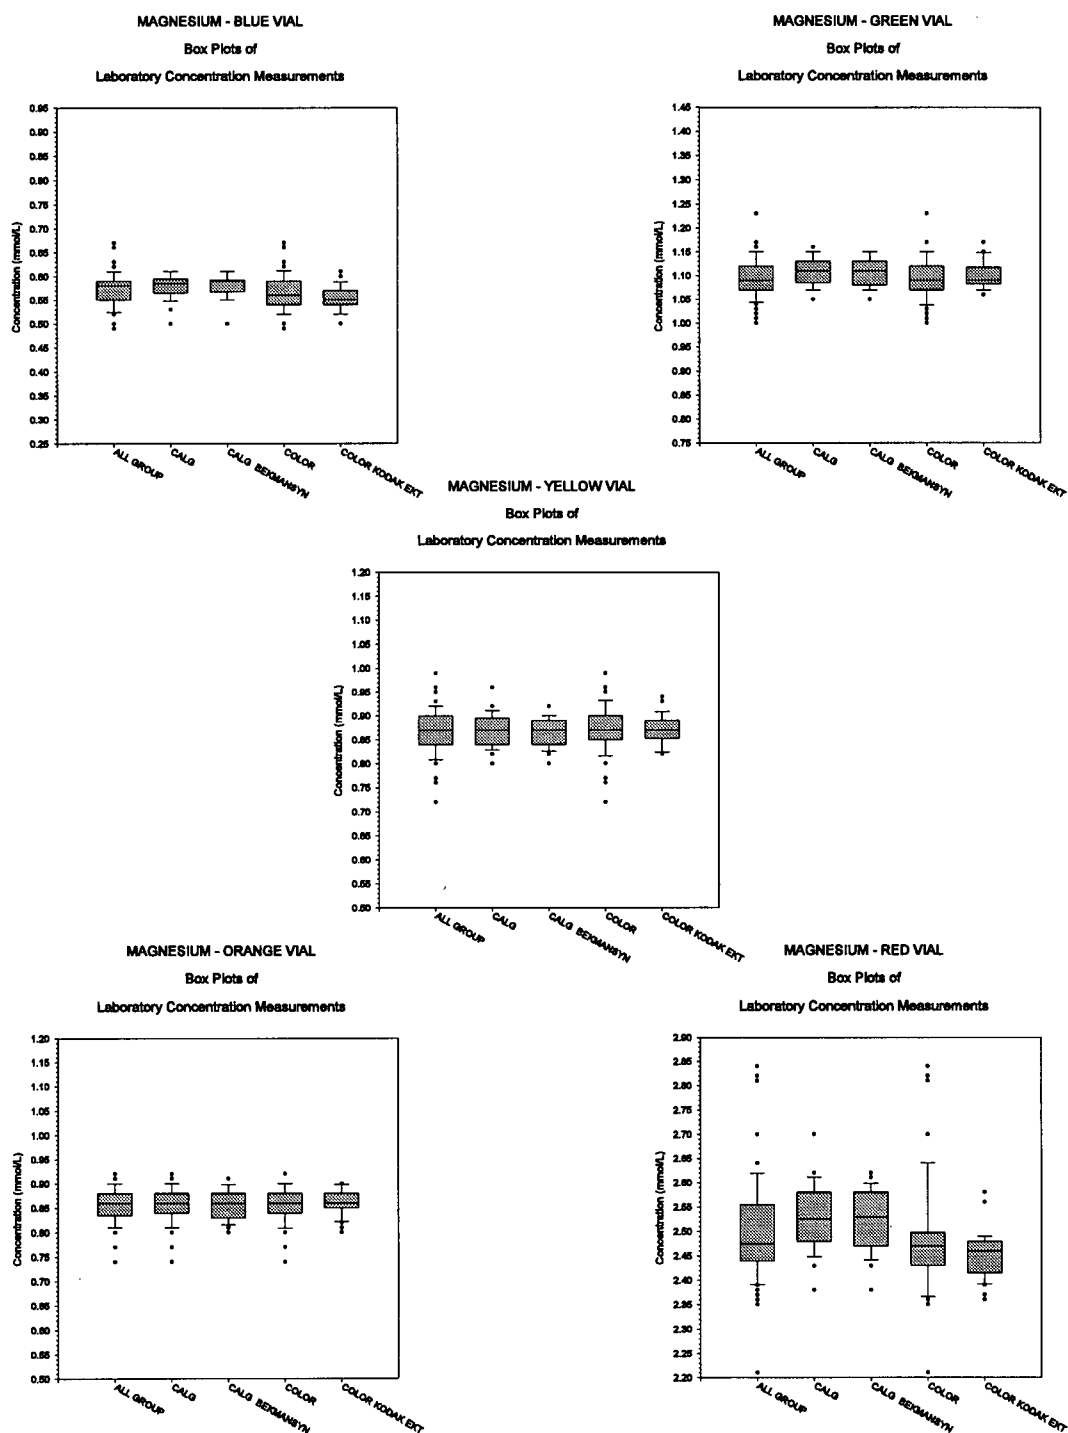 MAGNESIUM - BLUE VIAL
Box Plots of
Laboratory Concentration Measurements
Concentration (mmol/L)
0.95
0.90
0.85
0.80
0.75
0.70
0.65
0.60
0.55
0.50
0.45
0.40
0.35
0.30
0.25
ALL GROUP
CALG
CALG BEKMANSYN
COLOR
COLOR KODAK EKT
MAGNESIUM - GREEN VIAL
Box Plots of
Laboratory Concentration Measurements
Concentration (mmol/L)
1.45
1.40
1.35
1.30
1.25
1.20
1.15
1.10
1.05
1.00
0.95
0.90
0.85
0.80
0.75
ALL GROUP
CALG
CALG BEKMANSYN
COLOR
COLOR KODAK EKT
MAGNESIUM - YELLOW VIAL
Box Plots of
Laboratory Concentration Measurements
Concentration (mmol/L)
1.20
1.15
1.10
1.05
1.00
0.95
0.90
0.85
0.80
0.75
0.70
0.65
0.60
0.55
0.50
ALL GROUP
CALG
CALG BEKMANSYN
COLOR
COLOR KODAK EKT
MAGNESIUM - ORANGE VIAL
Box Plots of
Laboratory Concentration Measurements
Concentration (mmol/L)
1.20
1.15
1.10
1.05
1.00
0.95
0.90
0.85
0.80
0.75
0.70
0.65
0.60
0.55
0.50
ALL GROUP
CALG
CALG BEKMANSYN
COLOR
COLOR KODAK EKT
MAGNESIUM - RED VIAL
Box Plots of
Laboratory Concentration Measurements
Concentration (mmol/L)
2.90
2.85
2.80
2.75
2.70
2.65
2.60
2.55
2.50
2.45
2.40
2.35
2.30
2.25
2.20
ALL GROUP
CALG
CALG BEKMANSYN
COLOR
COLOR KODAK EKT